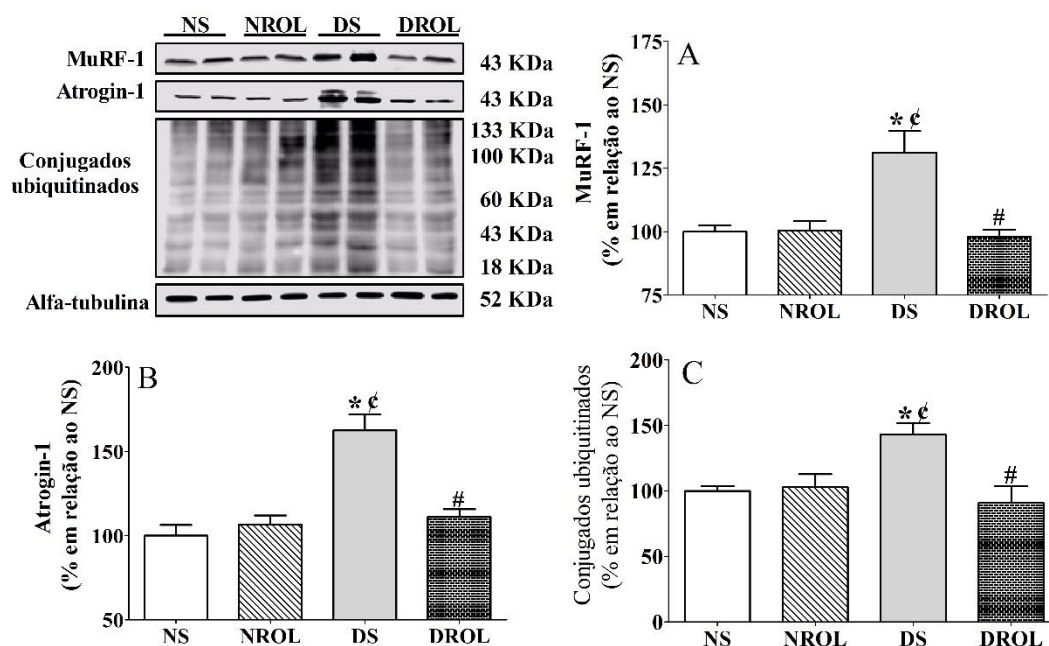 NS NROL DS DROL
MuRF-1
43 KDa
Atrogin-1
43 KDa
Conjugados
ubiquitinados
133 KDa
100 KDa
60 KDa
43 KDa
18 KDa
Alfa-tubulina
52 KDa
A
MuRF-1
(% em relação ao NS)
175
150
125
100
75
* ¢
#
NS NROL DS DROL
B
Atrogin-1
(% em relação ao NS)
200
150
100
50
* ¢
#
NS NROL DS DROL
C
Conjugados ubiquitinados
(% em relação ao NS)
200
150
100
50
0
* ¢
#
NS NROL DS DROL